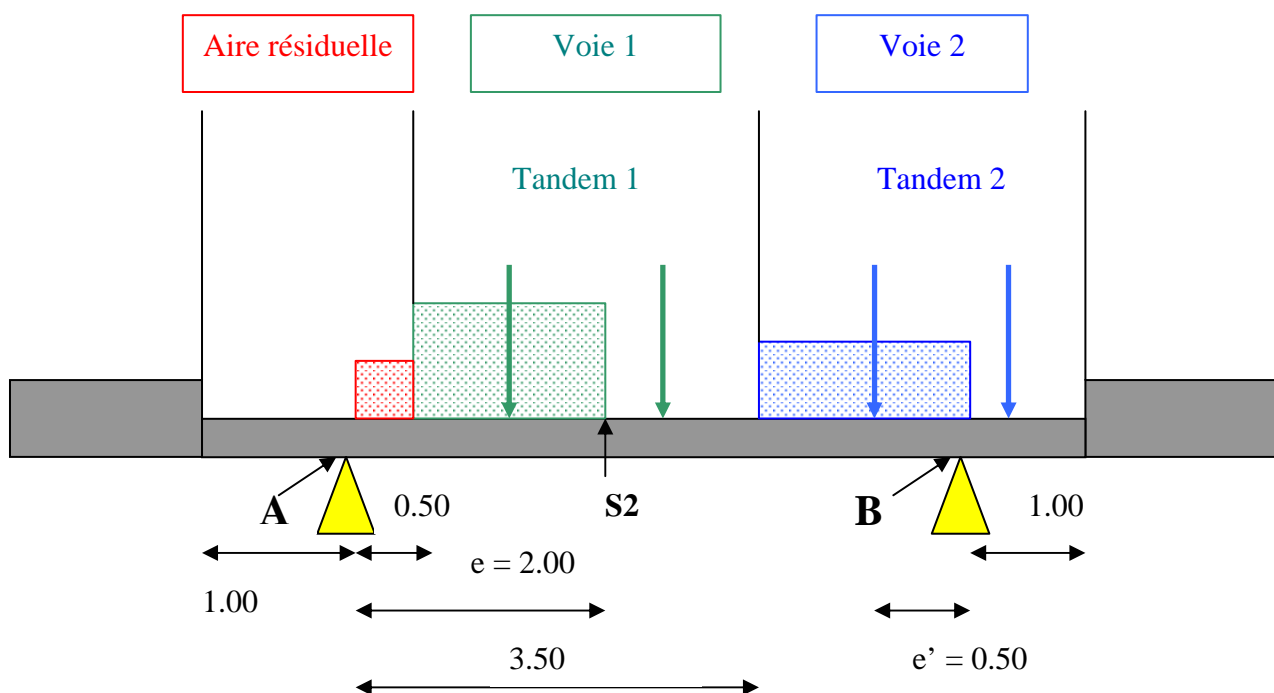 Aire résiduelle
Voie 1
Voie 2
Tandem 1
Tandem 2
A
0.50
S2
B
1.00
e = 2.00
1.00
3.50
e’ = 0.50